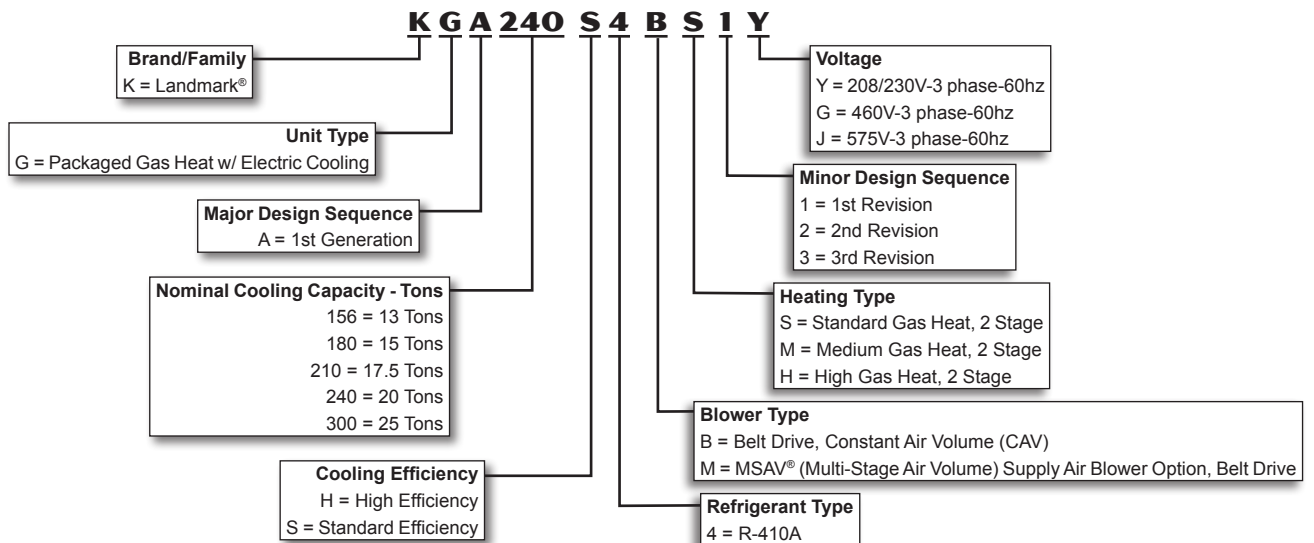 K G A 240 S 4 B S 1 Y
Brand/Family
K = Landmark®
Unit Type
G = Packaged Gas Heat w/ Electric Cooling
Major Design Sequence
A = 1st Generation
Nominal Cooling Capacity - Tons
156 = 13 Tons
180 = 15 Tons
210 = 17.5 Tons
240 = 20 Tons
300 = 25 Tons
Cooling Efficiency
H = High Efficiency
S = Standard Efficiency
Voltage
Y = 208/230V-3 phase-60hz
G = 460V-3 phase-60hz
J = 575V-3 phase-60hz
Minor Design Sequence
1 = 1st Revision
2 = 2nd Revision
3 = 3rd Revision
Heating Type
S = Standard Gas Heat, 2 Stage
M = Medium Gas Heat, 2 Stage
H = High Gas Heat, 2 Stage
Blower Type
B = Belt Drive, Constant Air Volume (CAV)
M = MSAV® (Multi-Stage Air Volume) Supply Air Blower Option, Belt Drive
Refrigerant Type
4 = R-410A